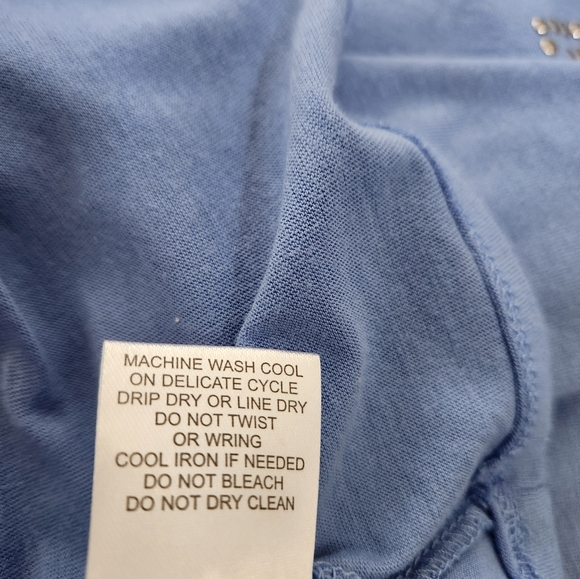 MACHINE WASH COOL
ON DELICATE CYCLE
DRIP DRY OR LINE DRY
DO NOT TWIST
OR WRING
COOL IRON IF NEEDED
DO NOT BLEACH
DO NOT DRY CLEAN